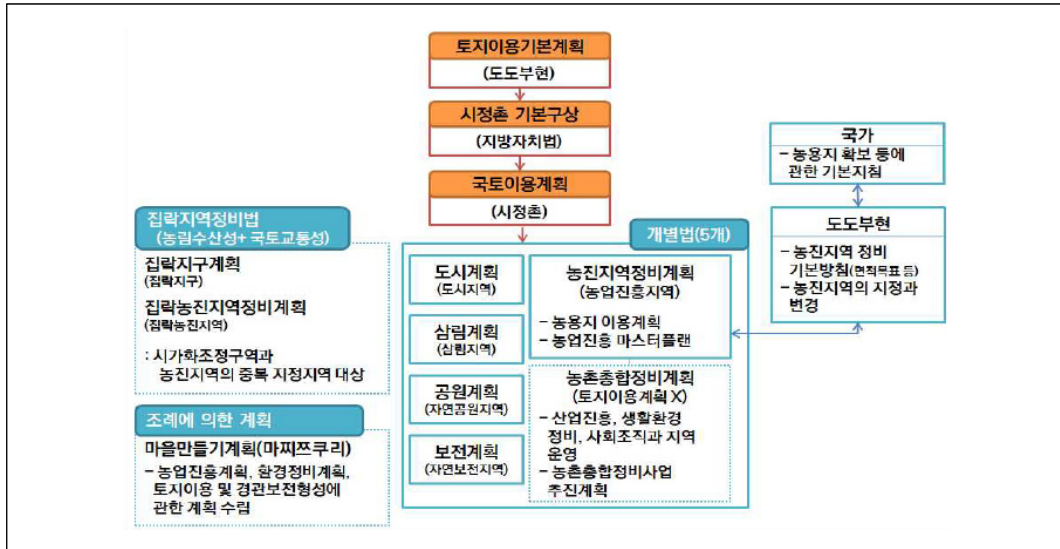 토지이용기본계획
(도도부현)
시정촌 기본구상
(지방자치법)
국토이용계획
(시정촌)
국가
- 농용지 확보 등에
관한 기본지침
도도부현
- 농진지역 정비
기본방침(면적목표 등)
- 농진지역의 지정과
변경
집락지역정비법
(농림수산성+ 국토교통성)
집락지구계획
(집락지구)
집락농진지역정비계획
(집락농진지역)
: 시가화조정구역과
농진지역의 중복 지정지역 대상
조례에 의한 계획
마을만들기계획(마찌쯔쿠리)
- 농업진흥계획, 환경정비계획,
토지이용 및 경관보전형성에
관한 계획 수립
개별법(5개)
도시계획
(도시지역)
삼림계획
(삼림지역)
공원계획
(자연공원지역)
보전계획
(자연보전지역)
농진지역정비계획
(농업진흥지역)
- 농용지 이용계획
- 농업진흥 마스터플랜
농촌종합정비계획
(토지이용계획 X)
- 산업진흥, 생활환경
정비, 사회조직과 지역
운영
- 농촌종합정비사업
추진계획